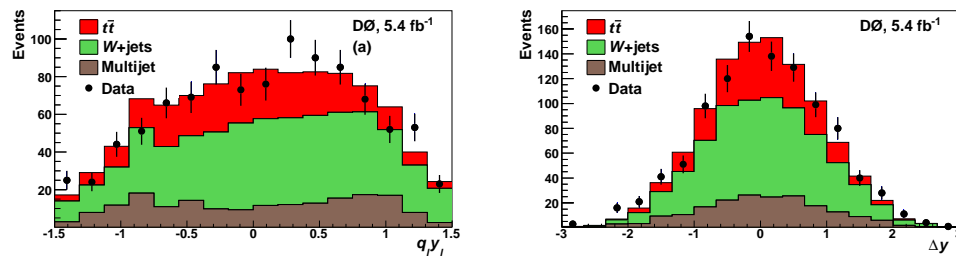 Events
100
80
60
40
20
tt̄
W+jets
Multijet
Data
DØ, 5.4 fb⁻¹
(a)
-1.5 -1 -0.5 0 0.5 1 1.5
qₗyₗ
Events
160
140
120
100
80
60
40
20
tt̄
W+jets
Multijet
Data
DØ, 5.4 fb⁻¹
-3 -2 -1 0 1 2 3
Δy